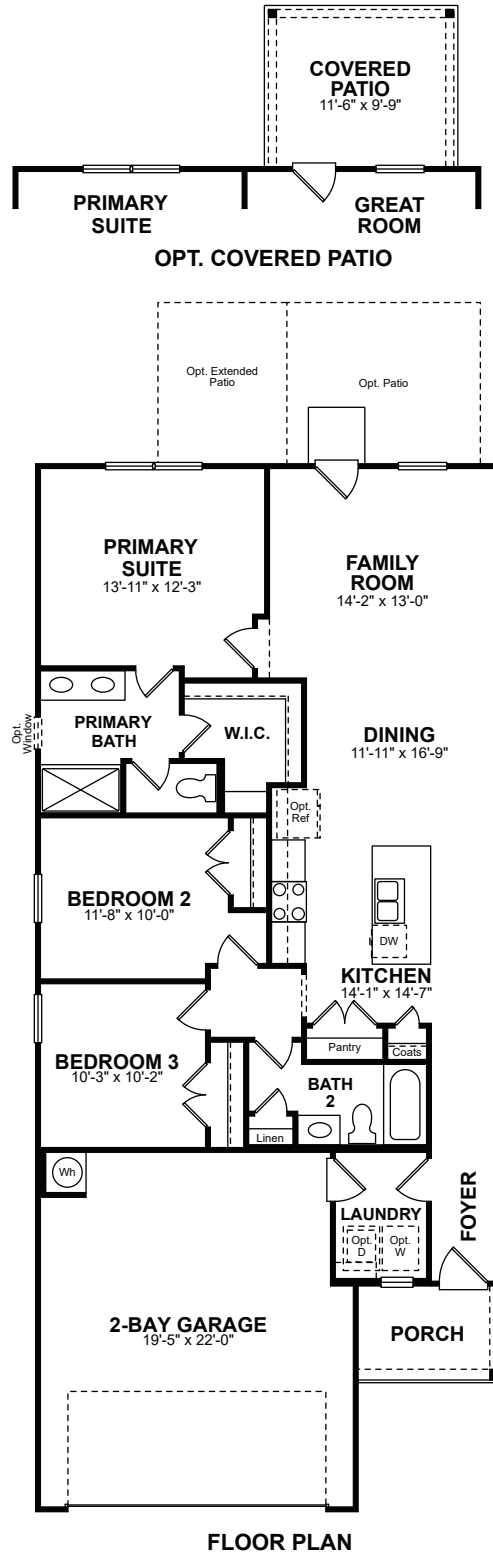 COVERED
PATIO
11'-6" x 9'-9"
PRIMARY
SUITE
GREAT
ROOM
OPT. COVERED PATIO
Opt. Extended
Patio
Opt. Patio
PRIMARY
SUITE
13'-11" x 12'-3"
FAMILY
ROOM
14'-2" x 13'-0"
Opt.
Window
PRIMARY
BATH
W.I.C.
DINING
11'-11" x 16'-9"
Opt.
Ref
BEDROOM 2
11'-8" x 10'-0"
DW
KITCHEN
14'-1" x 14'-7"
Pantry
Coats
BEDROOM 3
10'-3" x 10'-2"
BATH
2
Linen
Wh
LAUNDRY
Opt.
D
Opt.
W
FOYER
2-BAY GARAGE
19'-5" x 22'-0"
PORCH
FLOOR PLAN